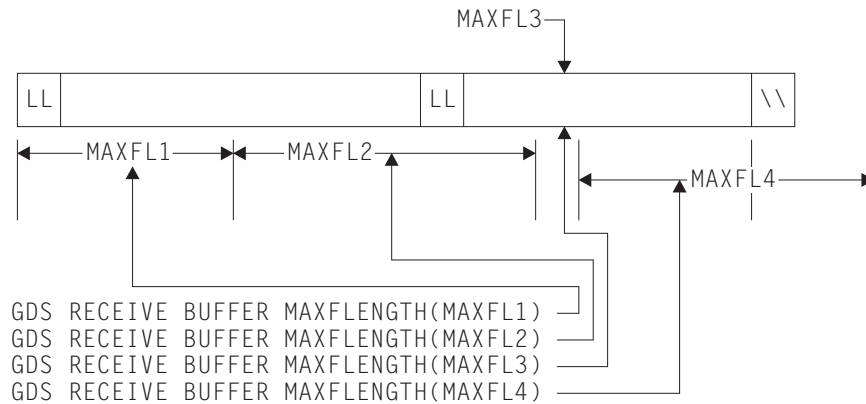 MAXFL3
LL LL \\
MAXFL1 MAXFL2
MAXFL4
GDS RECEIVE BUFFER MAXFLENGTH(MAXFL1)
GDS RECEIVE BUFFER MAXFLENGTH(MAXFL2)
GDS RECEIVE BUFFER MAXFLENGTH(MAXFL3)
GDS RECEIVE BUFFER MAXFLENGTH(MAXFL4)